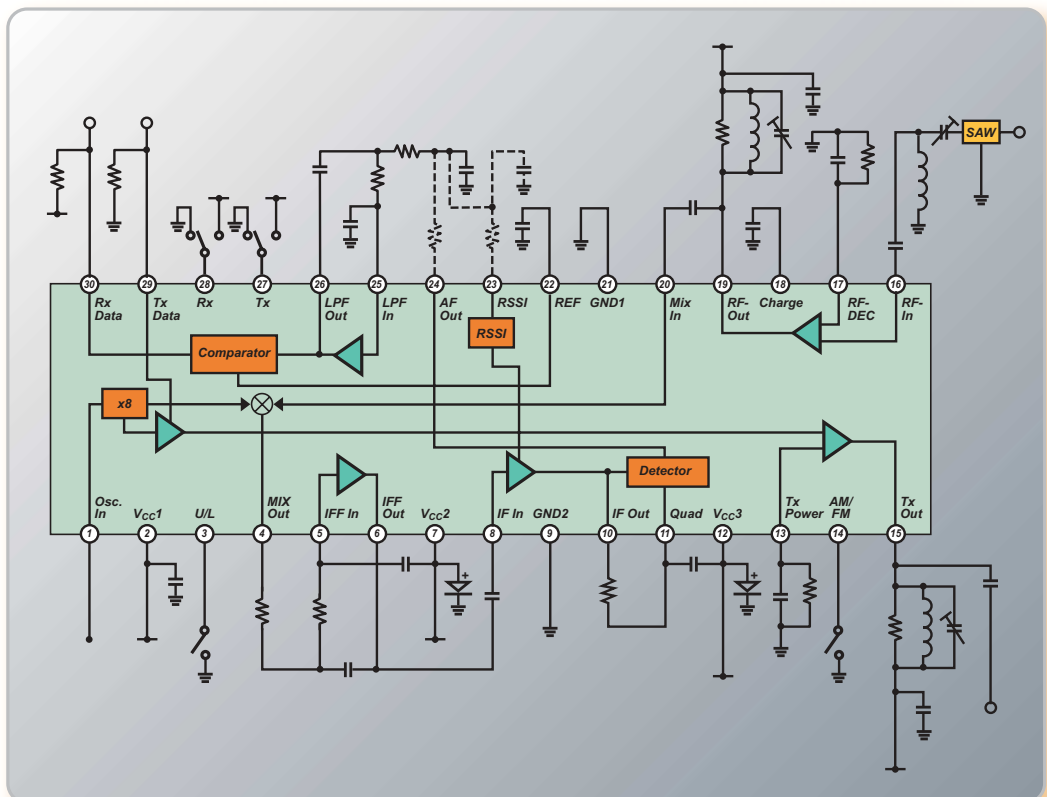 SAW
30 29 28 27 26 25 24 23 22 21 20 19 18 17 16
Rx Data
Tx Data
Rx
Tx
LPF Out
LPF In
AF Out
RSSI
REF
GND1
Mix In
RF-Out
Charge
RF-DEC
RF-In
RSSI
Comparator
x8
Detector
Osc. In
VCC1
U/L
MIX Out
IFF In
IFF Out
VCC2
IF In
GND2
IF Out
Quad
VCC3
Tx Power
AM/FM
Tx Out
1 2 3 4 5 6 7 8 9 10 11 12 13 14 15
+
+